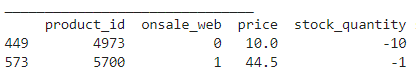 product_id onsale_web price stock_quantity
449 4973 0 10.0 -10
573 5700 1 44.5 -1